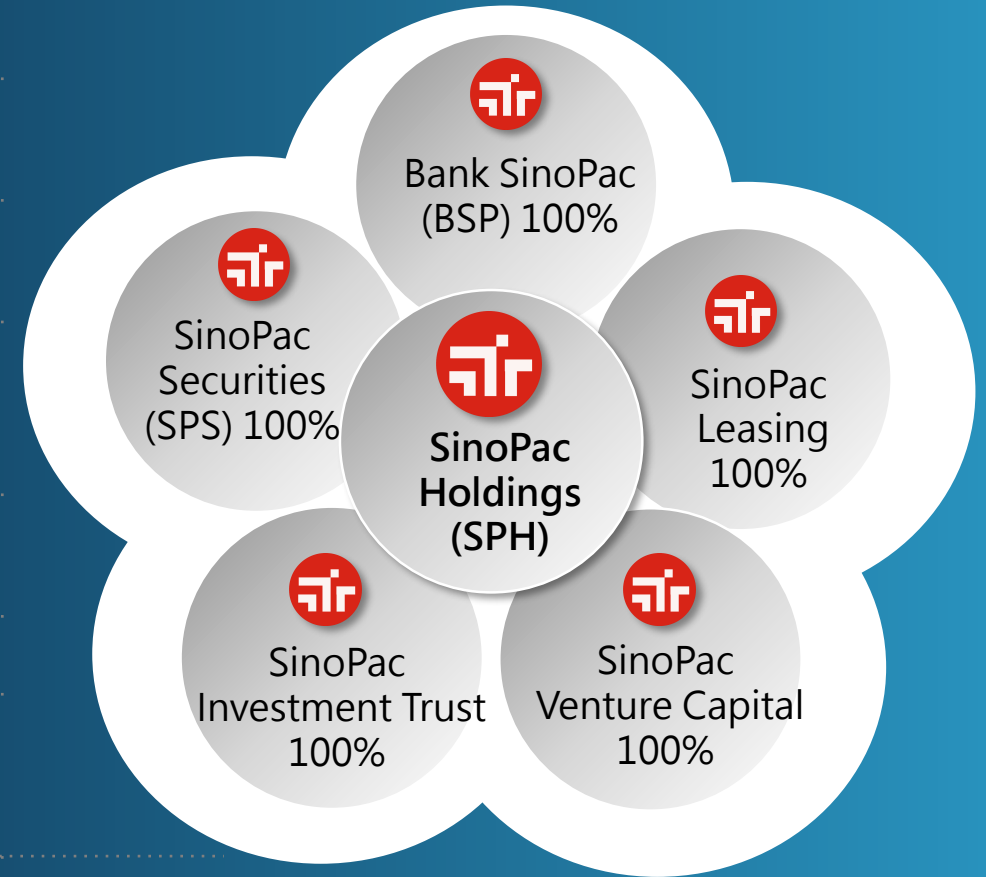 Bank SinoPac
(BSP) 100%
SinoPac
Securities
(SPS) 100%
SinoPac
Holdings
(SPH)
SinoPac
Leasing
100%
SinoPac
Investment Trust
100%
SinoPac
Venture Capital
100%